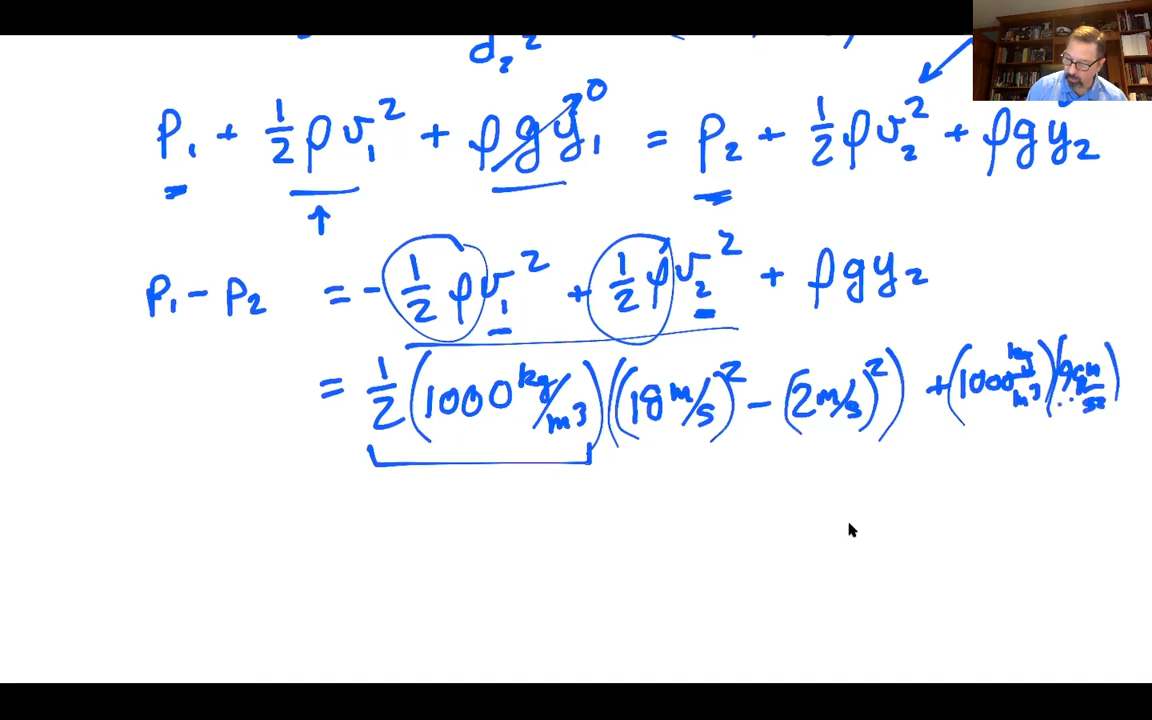 d₂²
P₁ + ½ρv₁² + ρgy₁ 0 = P₂ + ½ρv₂² + ρgy₂
P₁ - P₂ = -½ρv₁² + ½ρv₂² + ρgy₂
= ½(1000 kg/m³)((18 m/s)² - (2 m/s)²) + (1000 kg/m³)(